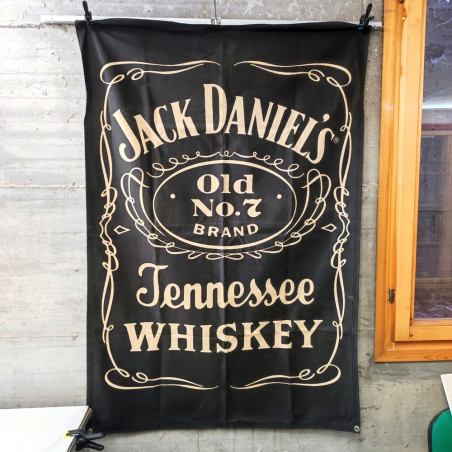 JACK DANIEL'S®
Old
No.7
BRAND
Tennessee
WHISKEY